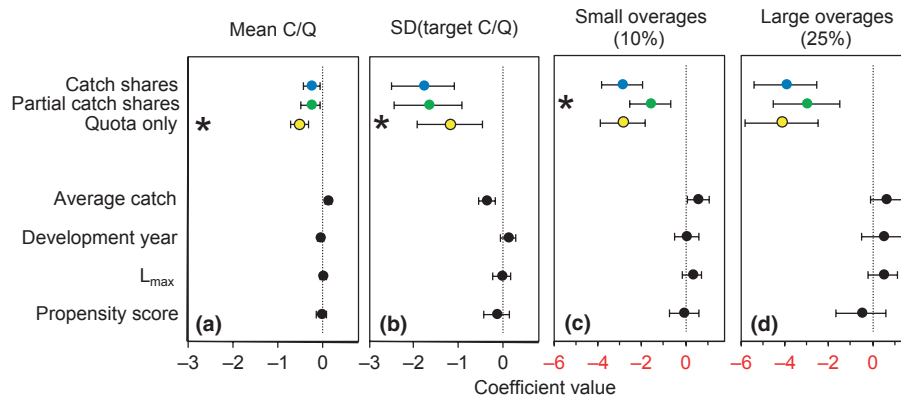 Mean C/Q
SD(target C/Q)
Small overages
(10%)
Large overages
(25%)
Catch shares
Partial catch shares
*
Quota only
*
*
Average catch
Development year
Lmax
Propensity score
(a)
(b)
(c)
(d)
−3 −2 −1 0
−3 −2 −1 0
−6 −4 −2 0
−6 −4 −2 0
Coefficient value